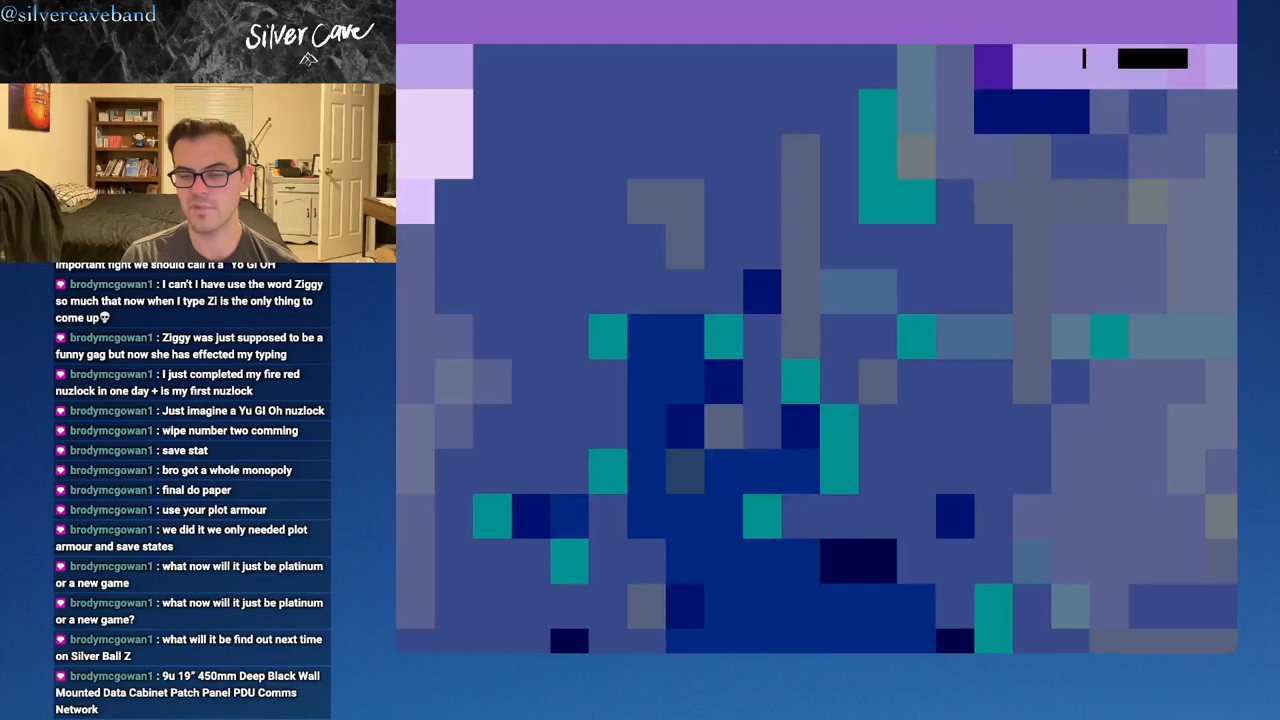 @silvercaveband
Silver Cave
important fight we should call it a "Yo Gi OH"
brodymcgowan1 : I can't I have use the word Ziggy
so much that now when I type Zi is the only thing to
come up💀
brodymcgowan1 : Ziggy was just supposed to be a
funny gag but now she has effected my typing
brodymcgowan1 : I just completed my fire red
nuzlock in one day + is my first nuzlock
brodymcgowan1 : Just imagine a Yu GI Oh nuzlock
brodymcgowan1 : wipe number two comming
brodymcgowan1 : save stat
brodymcgowan1 : bro got a whole monopoly
brodymcgowan1 : final do paper
brodymcgowan1 : use your plot armour
brodymcgowan1 : we did it we only needed plot
armour and save states
brodymcgowan1 : what now will it just be platinum
or a new game
brodymcgowan1 : what now will it just be platinum
or a new game?
brodymcgowan1 : what will it be find out next time
on Silver Ball Z
brodymcgowan1 : 9u 19" 450mm Deep Black Wall
Mounted Data Cabinet Patch Panel PDU Comms
Network